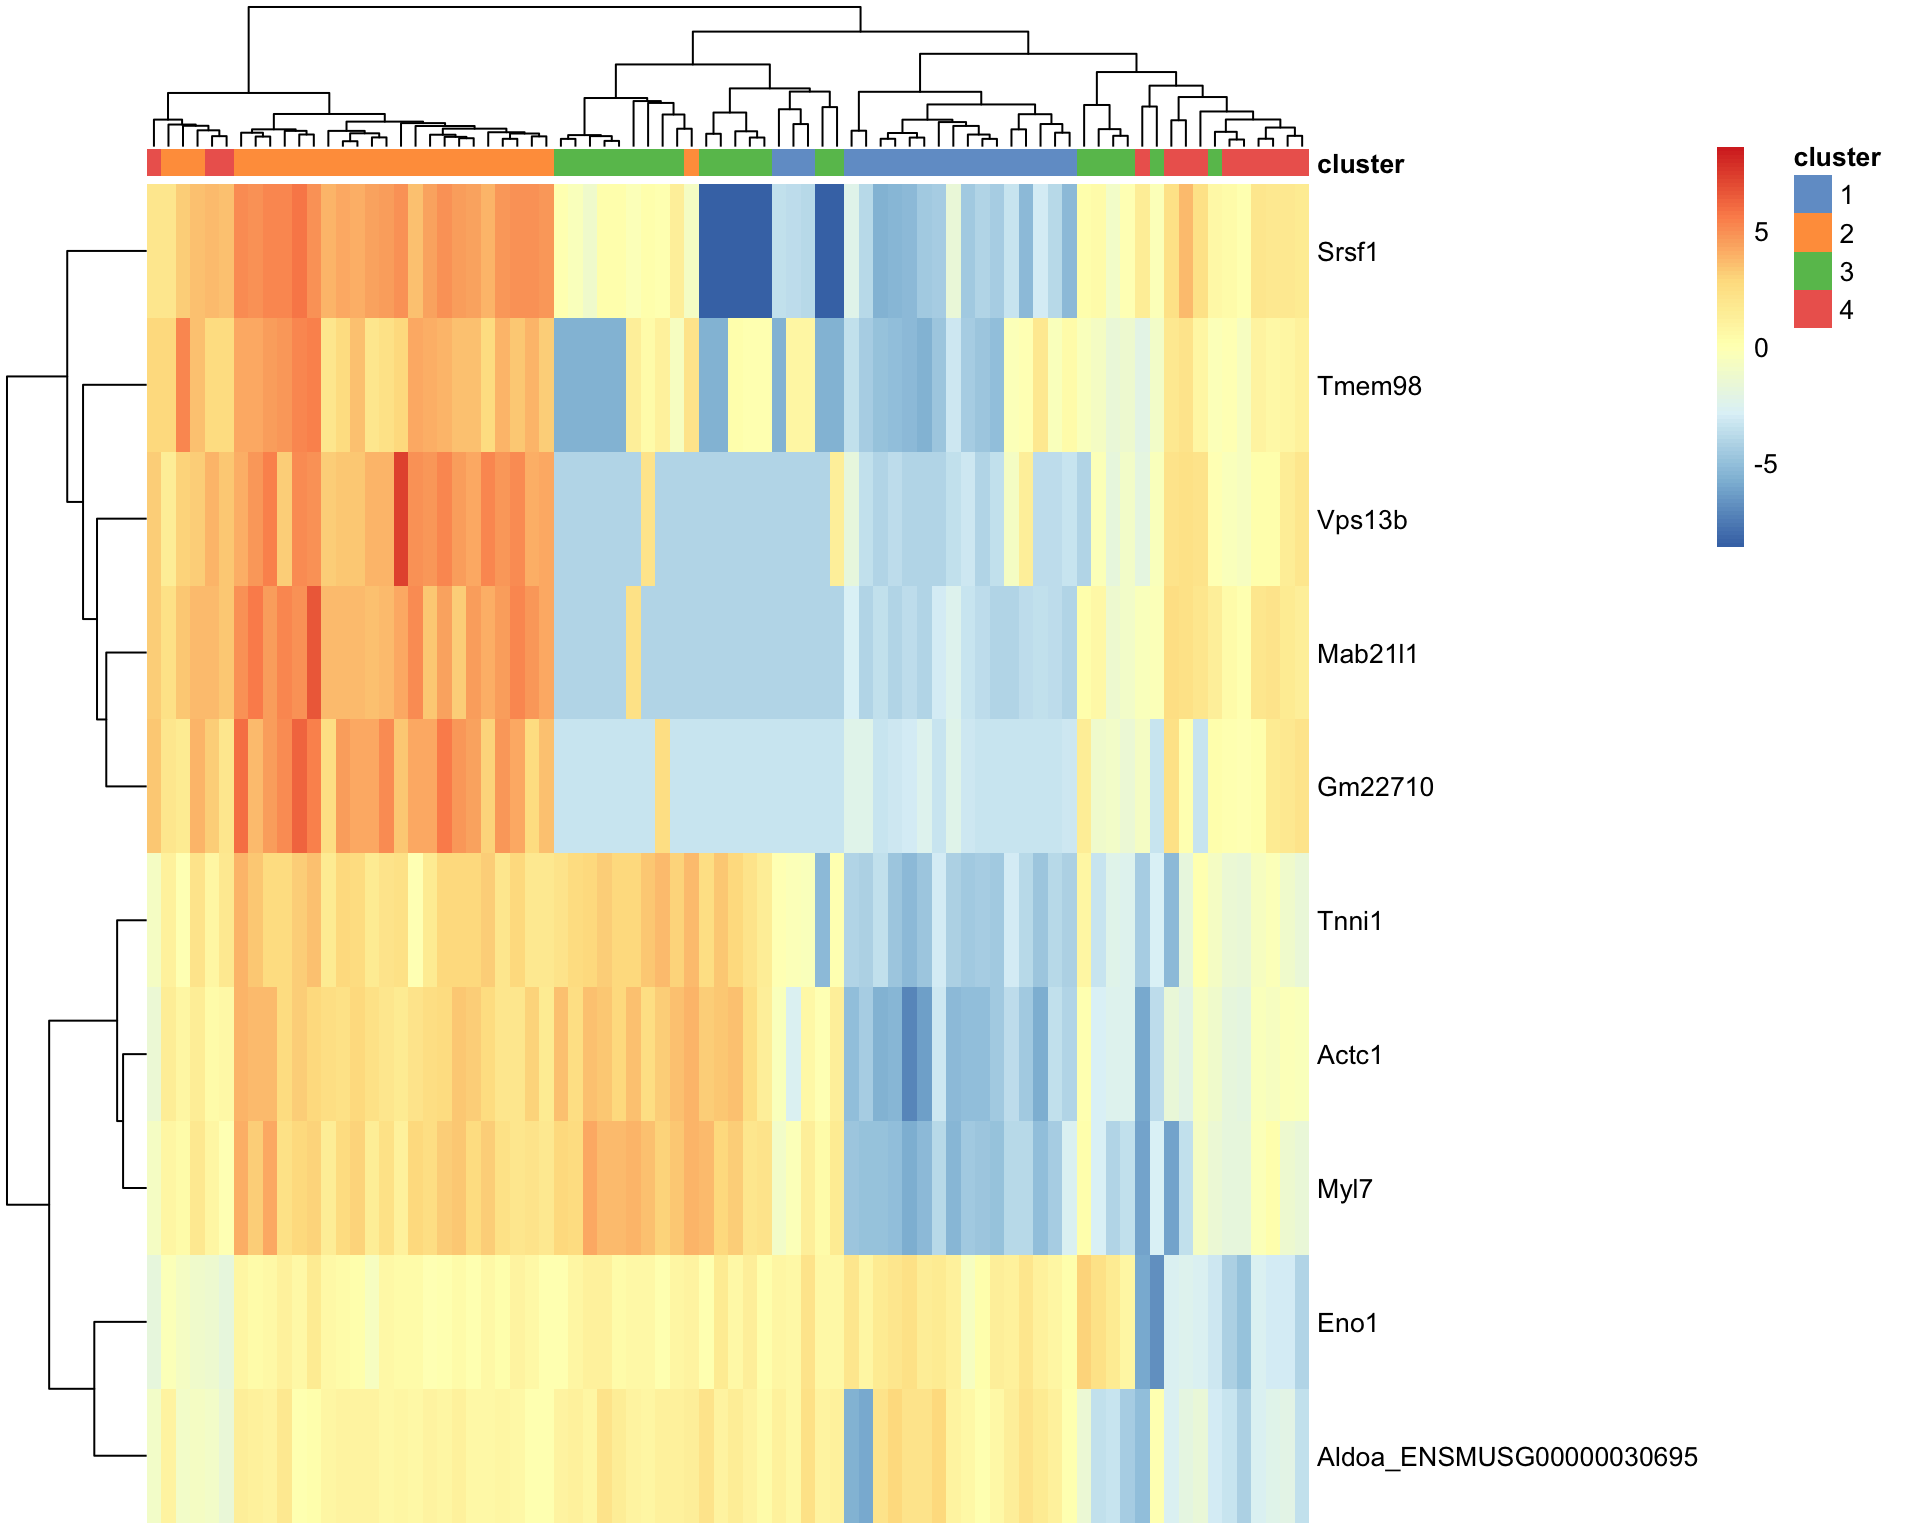 cluster
cluster
1
2
3
4
5
0
-5
Srsf1
Tmem98
Vps13b
Mab21l1
Gm22710
Tnni1
Actc1
Myl7
Eno1
Aldoa_ENSMUSG00000030695